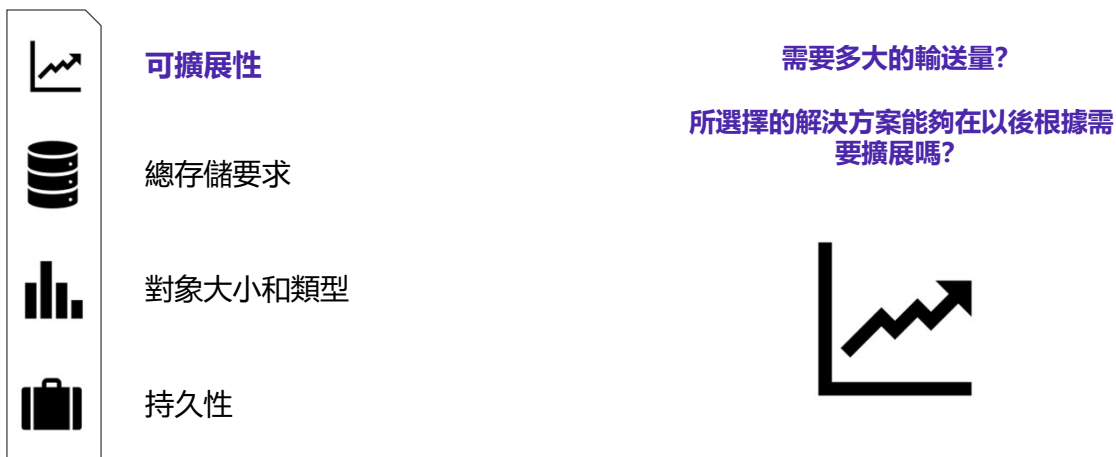 可擴展性
總存儲要求
對象大小和類型
持久性
需要多大的輸送量?
所選擇的解決方案能夠在以後根據需
要擴展嗎?